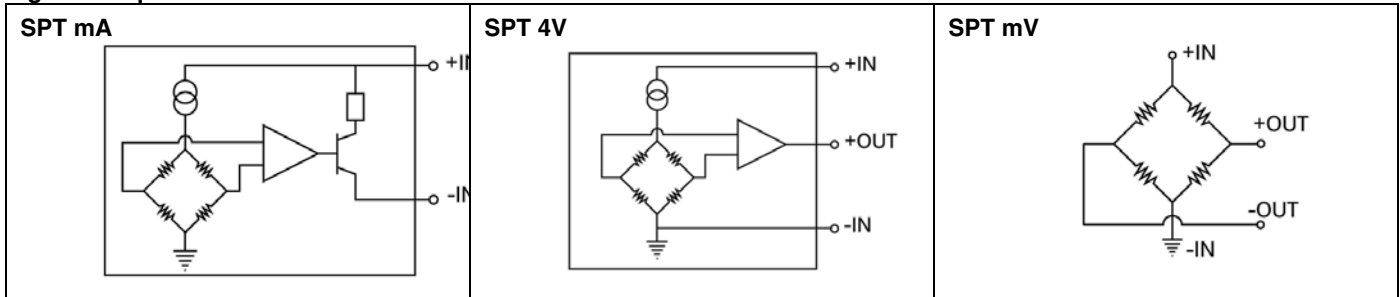 SPT mA
+IN
-IN
SPT 4V
+IN
+OUT
-IN
SPT mV
+IN
+OUT
-OUT
-IN